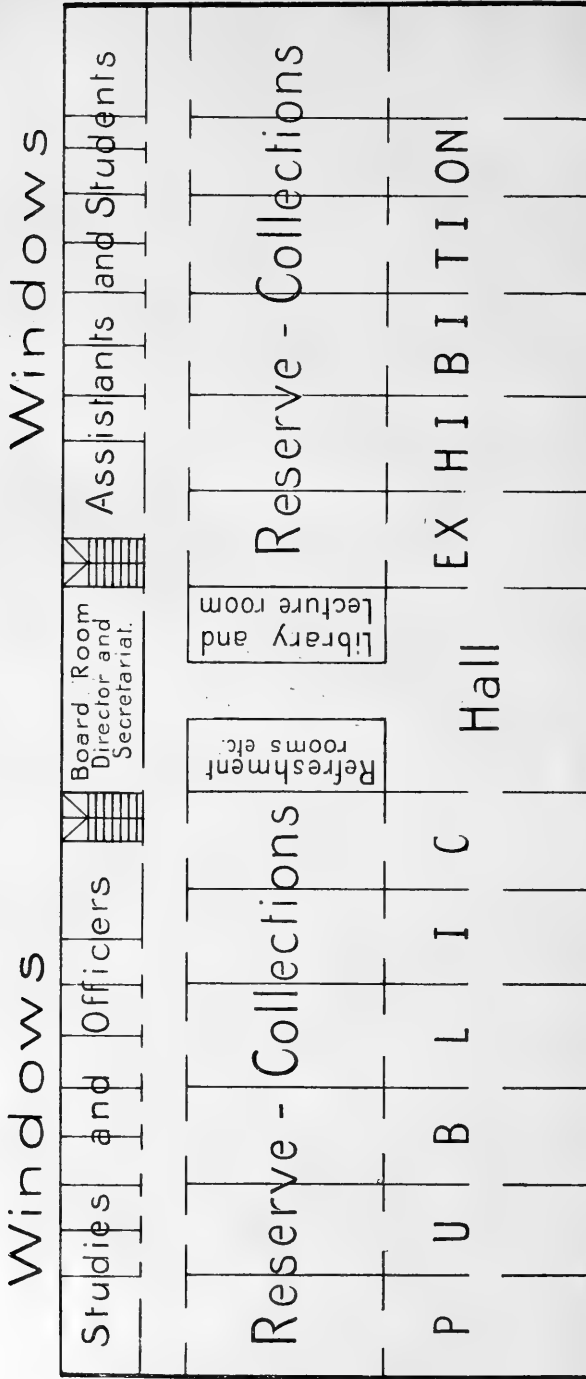 Windows Windows
Studies and Officers
Board Room
Director and
Secretariat.
Assistants and Students
Reserve - Collections
Refreshment
rooms etc.
Library and
Lecture room
Reserve - Collections
PUBLIC
Hall
EXHIBITION